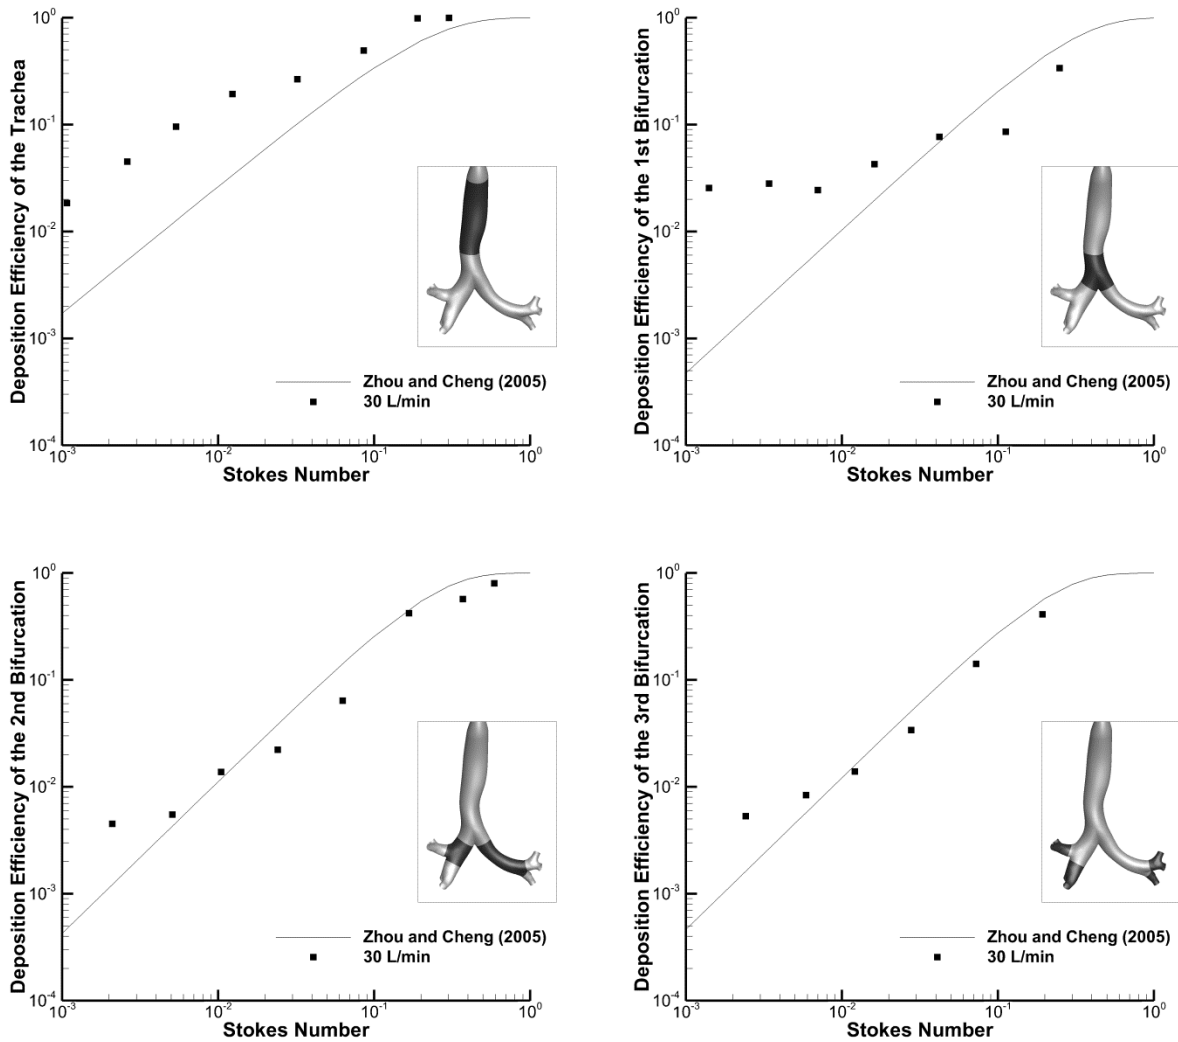 Deposition Efficiency of the Trachea
10^0
10^-1
10^-2
10^-3
10^-4
10^-3
10^-2
10^-1
10^0
Stokes Number
Zhou and Cheng (2005)
30 L/min
Deposition Efficiency of the 1st Bifurcation
10^0
10^-1
10^-2
10^-3
10^-4
10^-3
10^-2
10^-1
10^0
Stokes Number
Zhou and Cheng (2005)
30 L/min
Deposition Efficiency of the 2nd Bifurcation
10^0
10^-1
10^-2
10^-3
10^-4
10^-3
10^-2
10^-1
10^0
Stokes Number
Zhou and Cheng (2005)
30 L/min
Deposition Efficiency of the 3rd Bifurcation
10^0
10^-1
10^-2
10^-3
10^-4
10^-3
10^-2
10^-1
10^0
Stokes Number
Zhou and Cheng (2005)
30 L/min